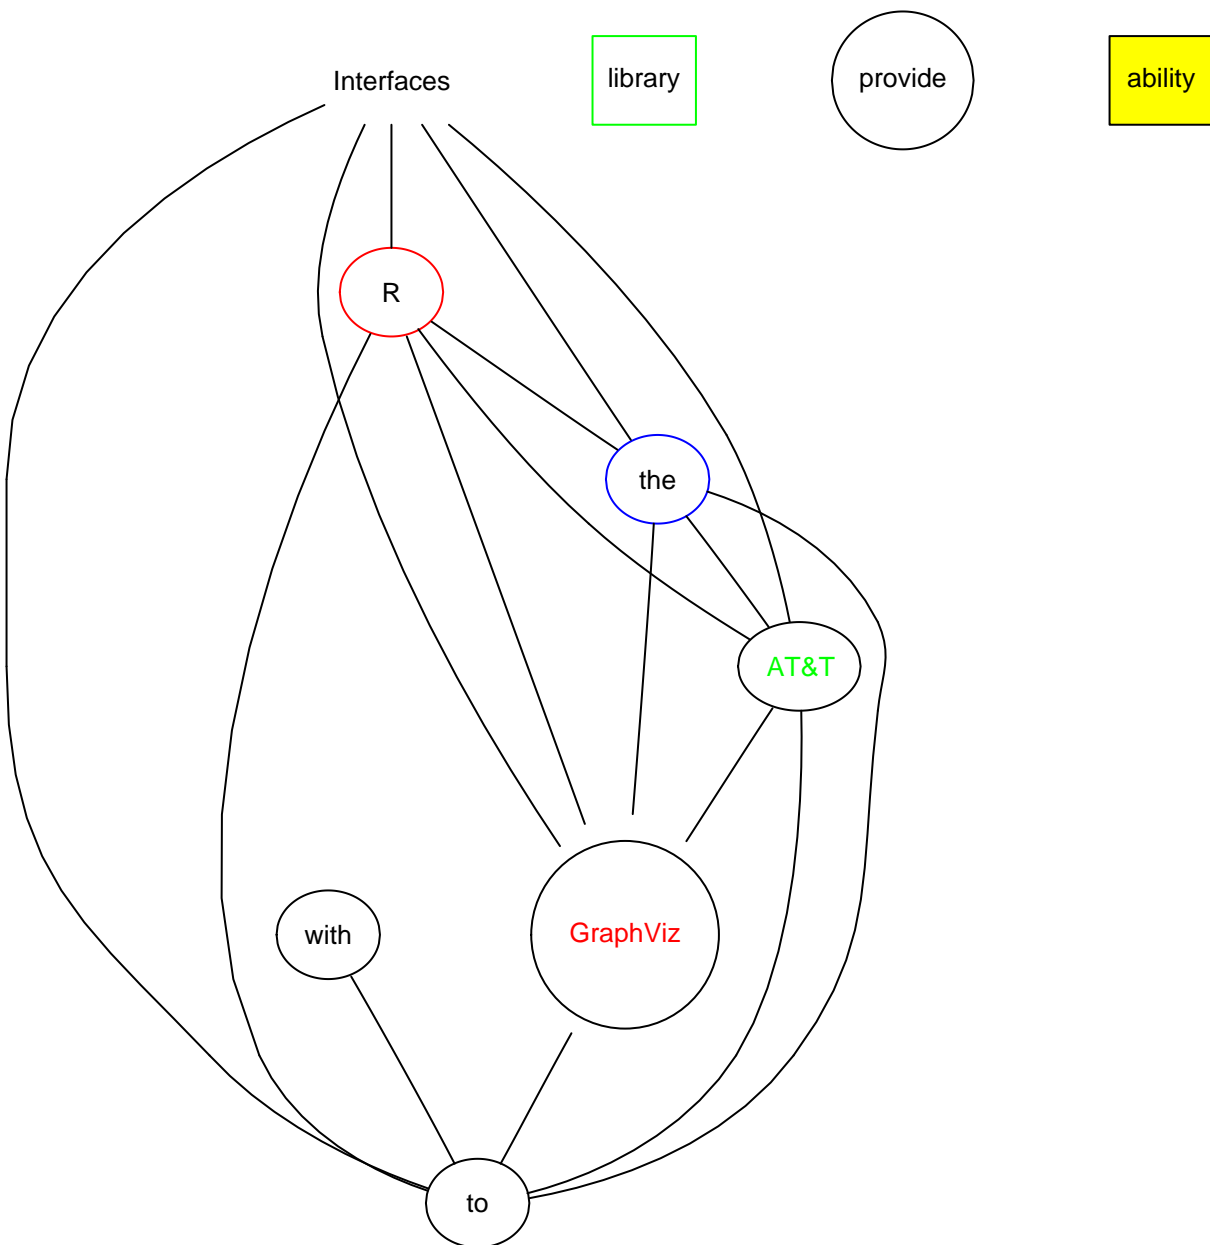 Interfaces
library
provide
ability
R
the
AT&T
with
GraphViz
to